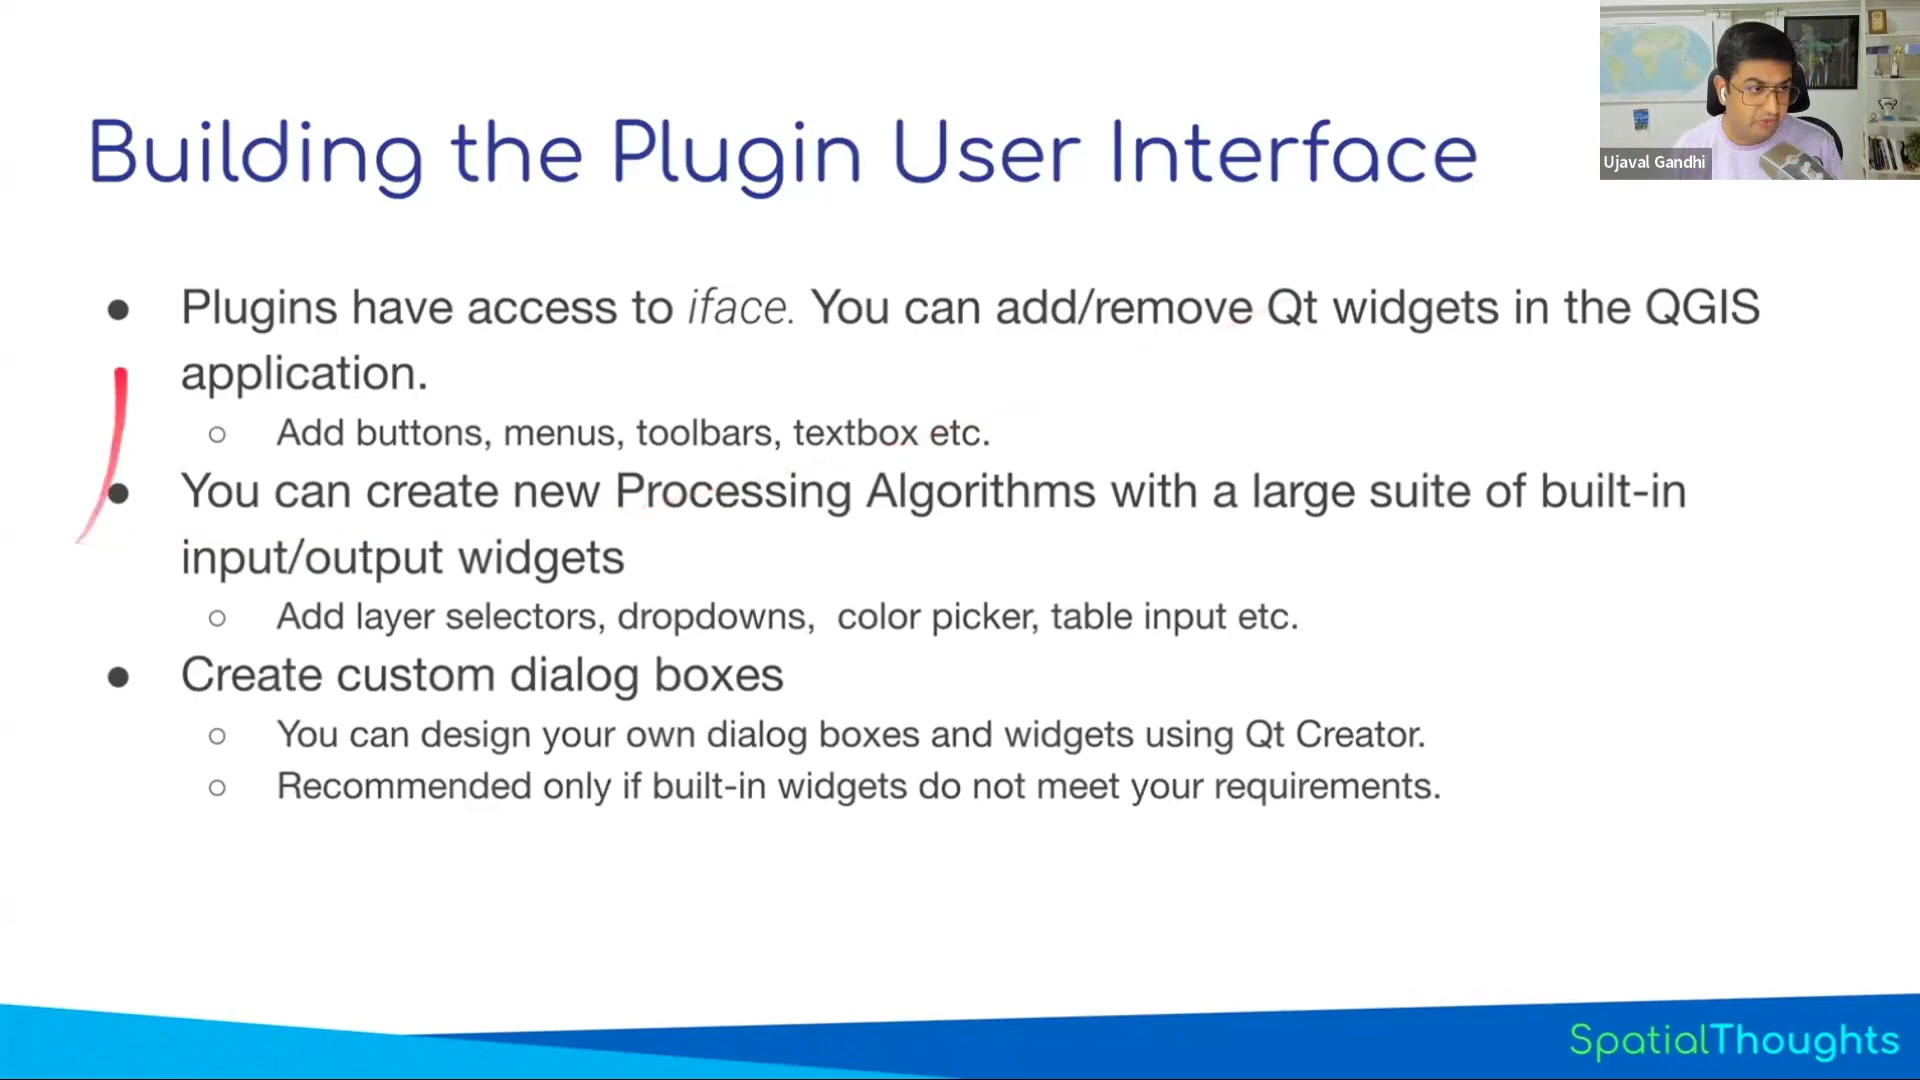 Building the Plugin User Interface
Ujaval Gandhi
● Plugins have access to iface. You can add/remove Qt widgets in the QGIS
application.
○ Add buttons, menus, toolbars, textbox etc.
● You can create new Processing Algorithms with a large suite of built-in
input/output widgets
○ Add layer selectors, dropdowns, color picker, table input etc.
● Create custom dialog boxes
○ You can design your own dialog boxes and widgets using Qt Creator.
○ Recommended only if built-in widgets do not meet your requirements.
SpatialThoughts